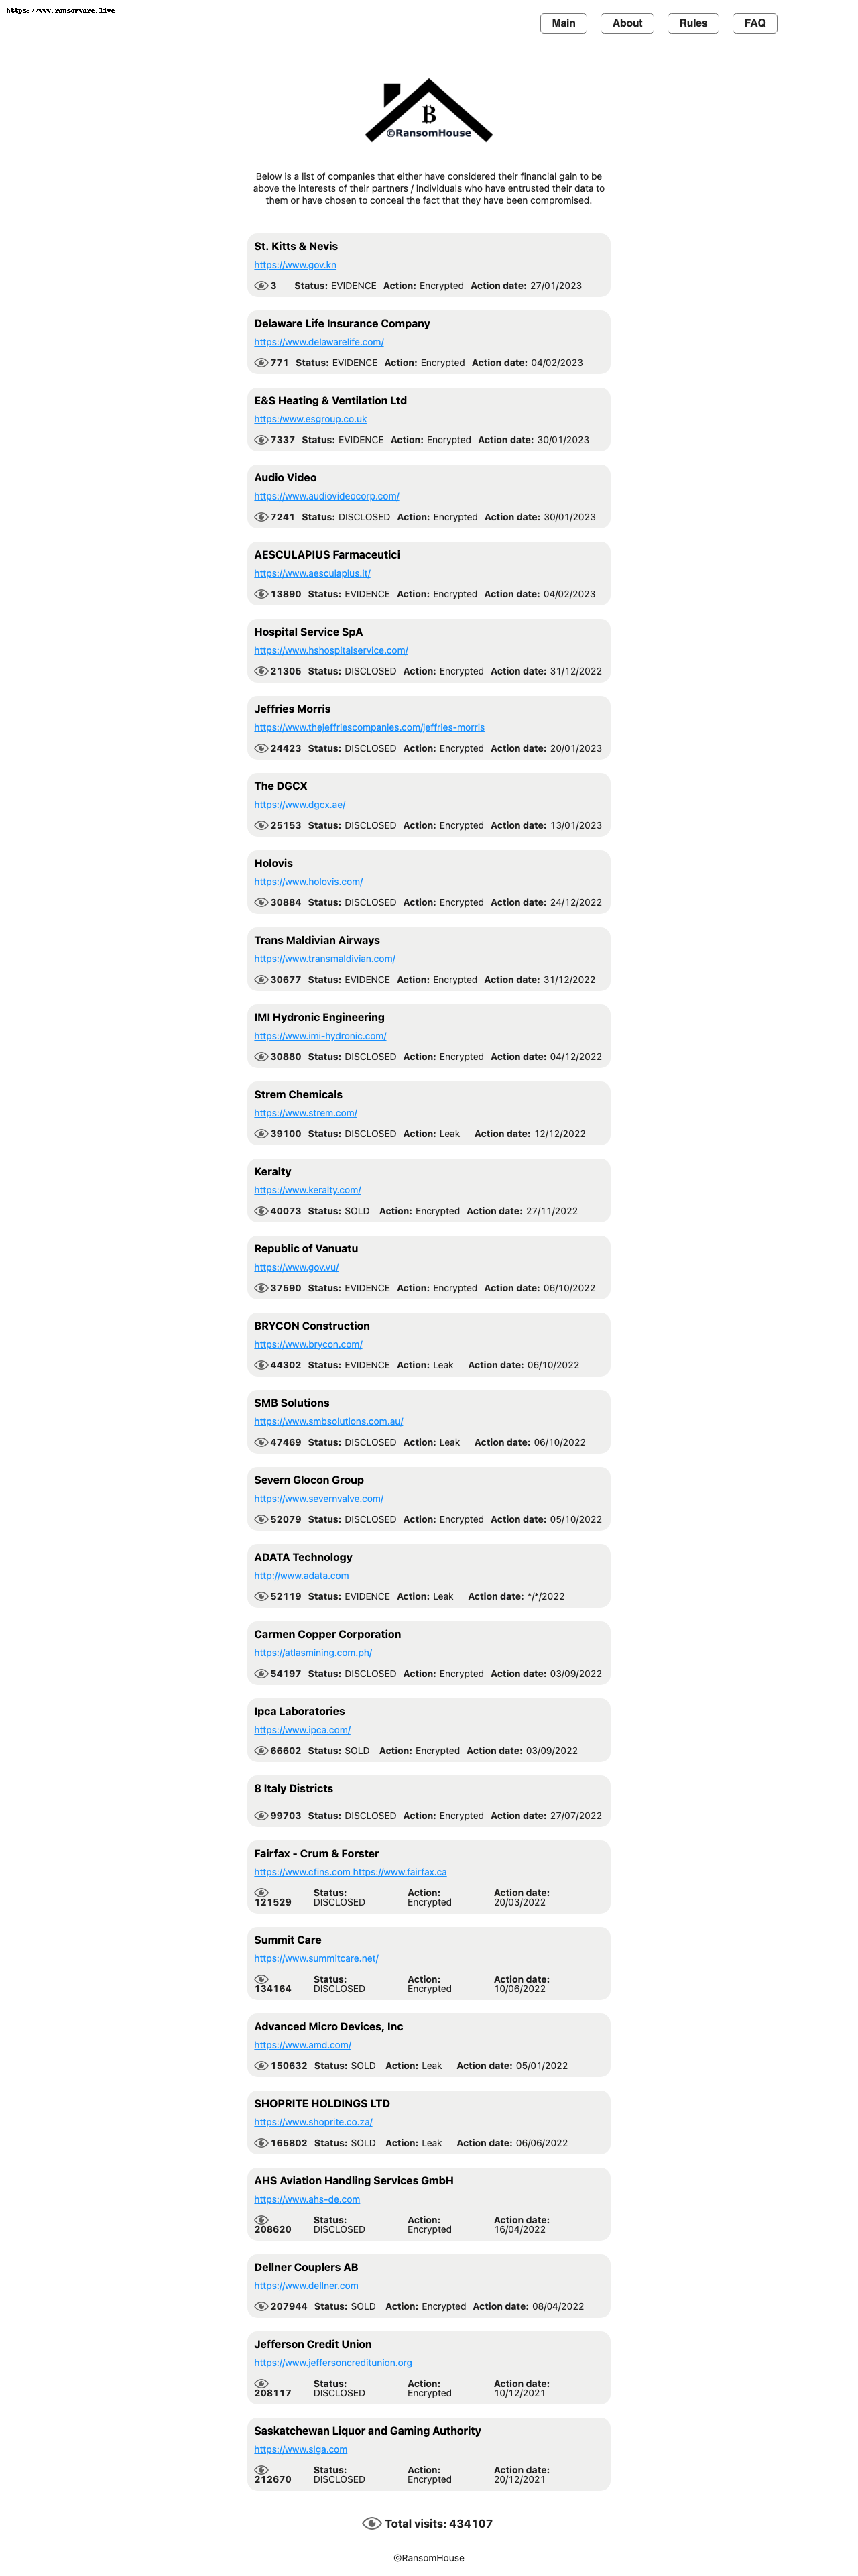 https://www.ransomware.live
Main About Rules FAQ
₿
©RansomHouse
Below is a list of companies that either have considered their financial gain to be
above the interests of their partners / individuals who have entrusted their data to
them or have chosen to conceal the fact that they have been compromised.
St. Kitts & Nevis
https://www.gov.kn
3 Status: EVIDENCE Action: Encrypted Action date: 27/01/2023
Delaware Life Insurance Company
https://www.delawarelife.com/
771 Status: EVIDENCE Action: Encrypted Action date: 04/02/2023
E&S Heating & Ventilation Ltd
https:/www.esgroup.co.uk
7337 Status: EVIDENCE Action: Encrypted Action date: 30/01/2023
Audio Video
https://www.audiovideocorp.com/
7241 Status: DISCLOSED Action: Encrypted Action date: 30/01/2023
AESCULAPIUS Farmaceutici
https://www.aesculapius.it/
13890 Status: EVIDENCE Action: Encrypted Action date: 04/02/2023
Hospital Service SpA
https://www.hshospitalservice.com/
21305 Status: DISCLOSED Action: Encrypted Action date: 31/12/2022
Jeffries Morris
https://www.thejeffriescompanies.com/jeffries-morris
24423 Status: DISCLOSED Action: Encrypted Action date: 20/01/2023
The DGCX
https://www.dgcx.ae/
25153 Status: DISCLOSED Action: Encrypted Action date: 13/01/2023
Holovis
https://www.holovis.com/
30884 Status: DISCLOSED Action: Encrypted Action date: 24/12/2022
Trans Maldivian Airways
https://www.transmaldivian.com/
30677 Status: EVIDENCE Action: Encrypted Action date: 31/12/2022
IMI Hydronic Engineering
https://www.imi-hydronic.com/
30880 Status: DISCLOSED Action: Encrypted Action date: 04/12/2022
Strem Chemicals
https://www.strem.com/
39100 Status: DISCLOSED Action: Leak Action date: 12/12/2022
Keralty
https://www.keralty.com/
40073 Status: SOLD Action: Encrypted Action date: 27/11/2022
Republic of Vanuatu
https://www.gov.vu/
37590 Status: EVIDENCE Action: Encrypted Action date: 06/10/2022
BRYCON Construction
https://www.brycon.com/
44302 Status: EVIDENCE Action: Leak Action date: 06/10/2022
SMB Solutions
https://www.smbsolutions.com.au/
47469 Status: DISCLOSED Action: Leak Action date: 06/10/2022
Severn Glocon Group
https://www.severnvalve.com/
52079 Status: DISCLOSED Action: Encrypted Action date: 05/10/2022
ADATA Technology
http://www.adata.com
52119 Status: EVIDENCE Action: Leak Action date: */*/2022
Carmen Copper Corporation
https://atlasmining.com.ph/
54197 Status: DISCLOSED Action: Encrypted Action date: 03/09/2022
Ipca Laboratories
https://www.ipca.com/
66602 Status: SOLD Action: Encrypted Action date: 03/09/2022
8 Italy Districts
99703 Status: DISCLOSED Action: Encrypted Action date: 27/07/2022
Fairfax - Crum & Forster
https://www.cfins.com https://www.fairfax.ca
Status: Action: Action date:
121529 DISCLOSED Encrypted 20/03/2022
Summit Care
https://www.summitcare.net/
Status: Action: Action date:
134164 DISCLOSED Encrypted 10/06/2022
Advanced Micro Devices, Inc
https://www.amd.com/
150632 Status: SOLD Action: Leak Action date: 05/01/2022
SHOPRITE HOLDINGS LTD
https://www.shoprite.co.za/
165802 Status: SOLD Action: Leak Action date: 06/06/2022
AHS Aviation Handling Services GmbH
https://www.ahs-de.com
Status: Action: Action date:
208620 DISCLOSED Encrypted 16/04/2022
Dellner Couplers AB
https://www.dellner.com
207944 Status: SOLD Action: Encrypted Action date: 08/04/2022
Jefferson Credit Union
https://www.jeffersoncreditunion.org
Status: Action: Action date:
208117 DISCLOSED Encrypted 10/12/2021
Saskatchewan Liquor and Gaming Authority
https://www.slga.com
Status: Action: Action date:
212670 DISCLOSED Encrypted 20/12/2021
Total visits: 434107
©RansomHouse